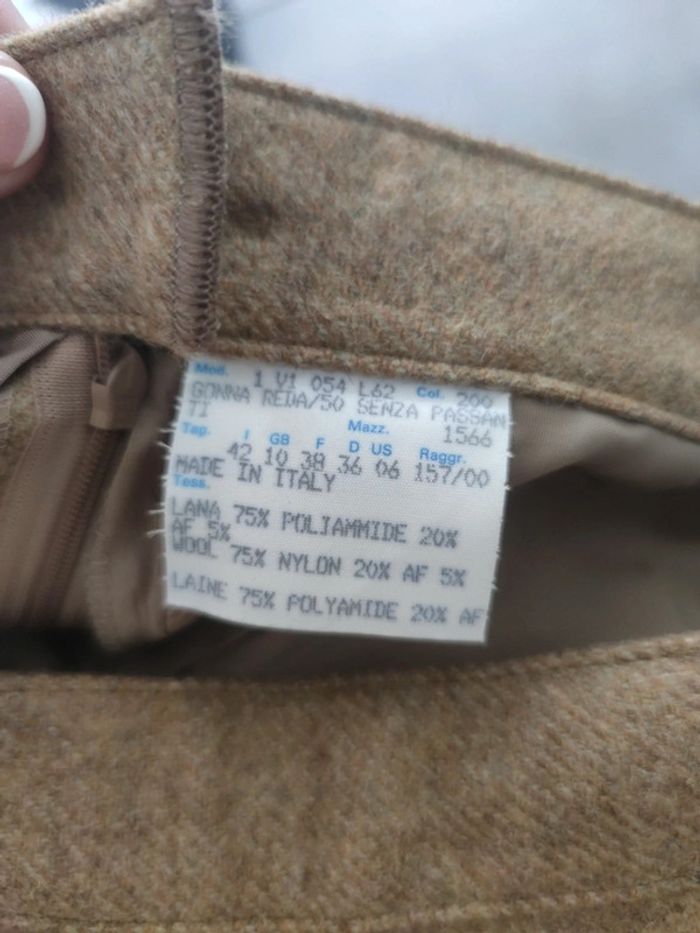 Mod. 1 V1 054 L62 Col. 200
GONNA REDA/50 SENZA PASSAN
TI
Mazz. 1566
Tap. I GB F D US Raggr.
42 10 38 36 06 157/00
MADE IN ITALY
Tess.
LANA 75% POLIAMMIDE 20%
AF 5%
WOOL 75% NYLON 20% AF 5%
LAINE 75% POLYAMIDE 20% AF